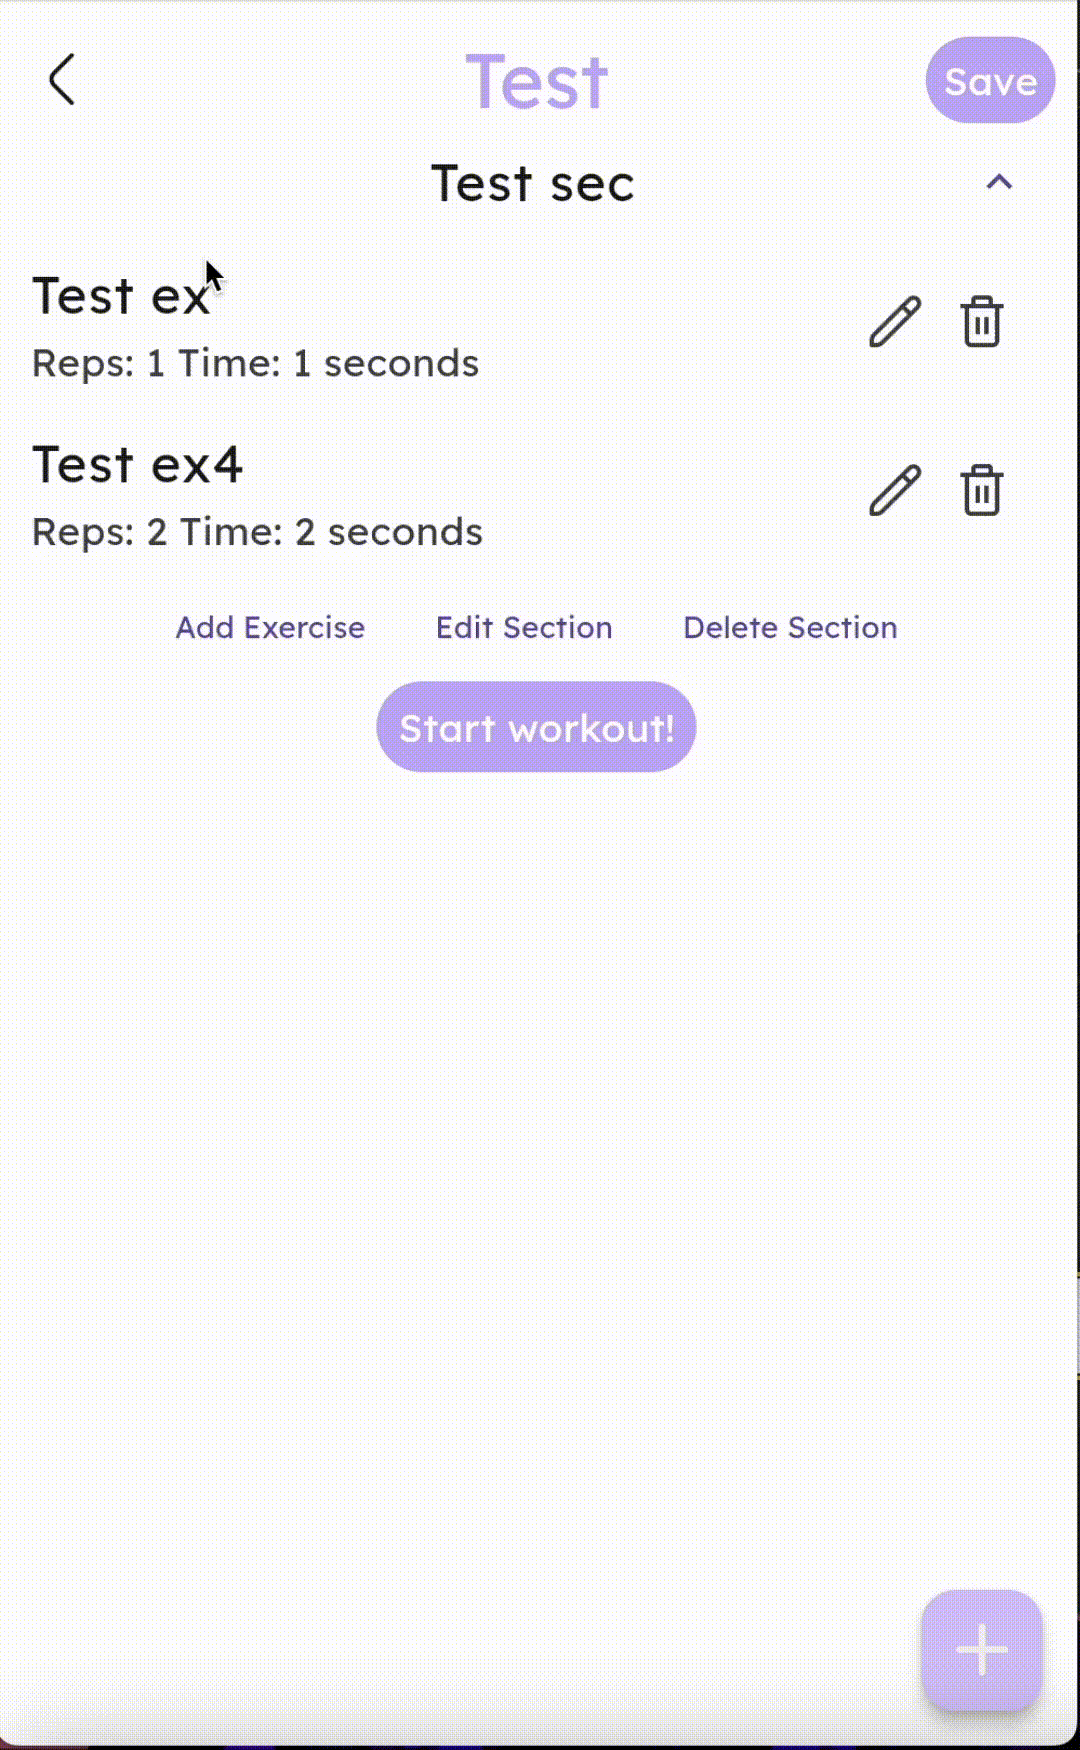 Test
Save
Test sec
Test ex
Reps: 1 Time: 1 seconds
Test ex4
Reps: 2 Time: 2 seconds
Add Exercise Edit Section Delete Section
Start workout!